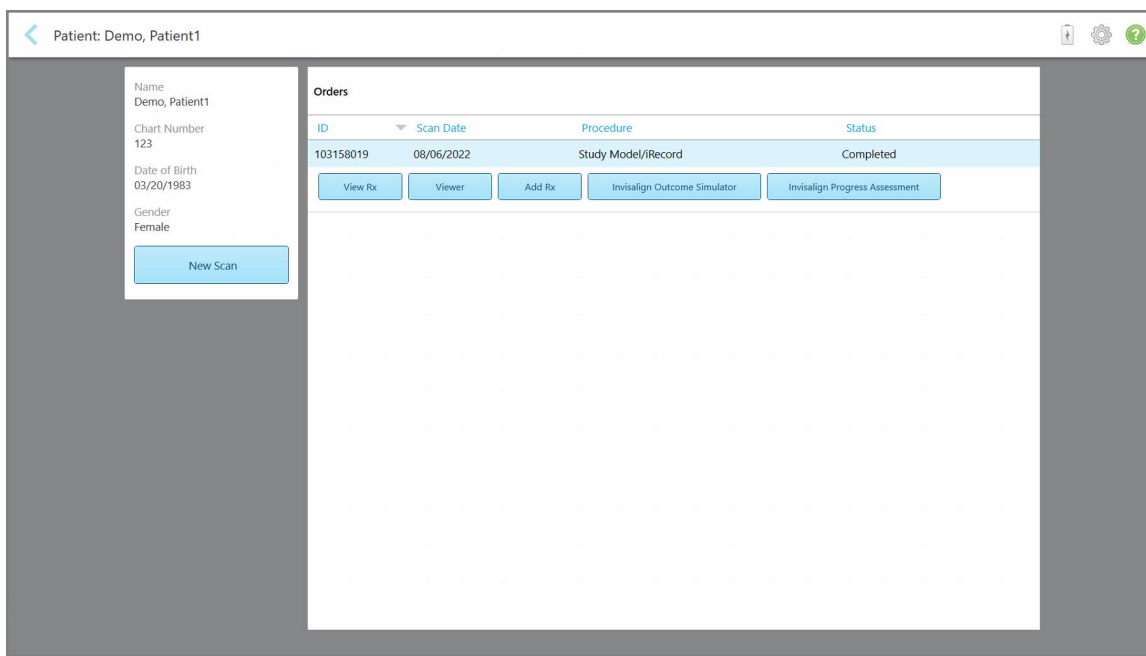 Patient: Demo, Patient1
?
Name
Demo, Patient1
Chart Number
123
Date of Birth
03/20/1983
Gender
Female
New Scan
Orders
ID Scan Date Procedure Status
103158019 08/06/2022 Study Model/iRecord Completed
View Rx Viewer Add Rx Invisalign Outcome Simulator Invisalign Progress Assessment